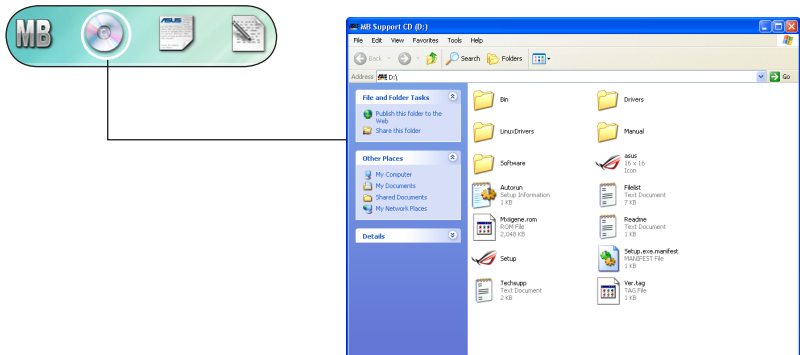 MB
ASUS
MB Support CD (D:)
File Edit View Favorites Tools Help
Back Search Folders
Address D:\ Go
File and Folder Tasks
Publish this folder to the
Web
Share this folder
Other Places
My Computer
My Documents
Shared Documents
My Network Places
Details
Bin
Drivers
LinuxDrivers
Manual
Software
asus
16 x 16
Icon
Autorun
Setup Information
1 KB
Filelist
Text Document
7 KB
Mxiigene.rom
ROM File
2,048 KB
Readme
Text Document
1 KB
Setup
Setup.exe.manifest
MANIFEST File
1 KB
Techsupp
Text Document
2 KB
Ver.tag
TAG File
1 KB